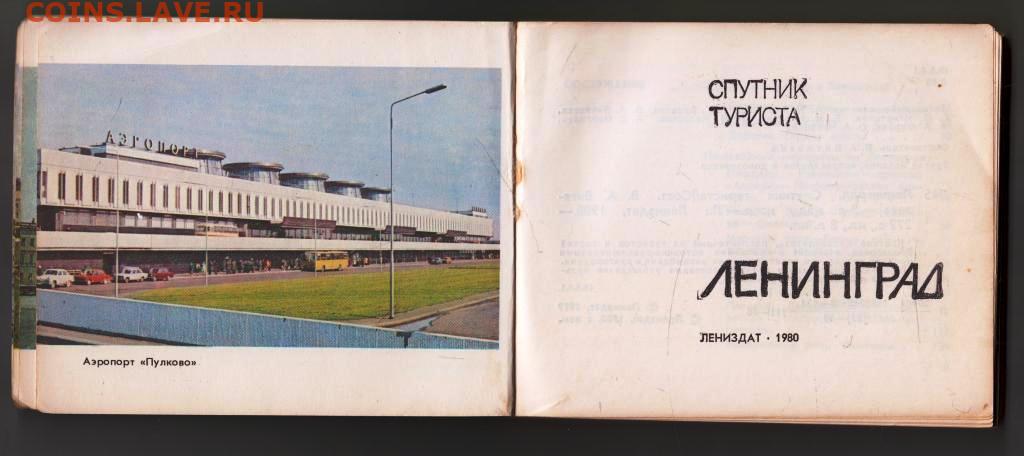 COINS.LAVE.RU
АЭРОПОРТ
Аэропорт «Пулково»
СПУТНИК
ТУРИСТА
ЛЕНИНГРАД
ЛЕНИЗДАТ · 1980